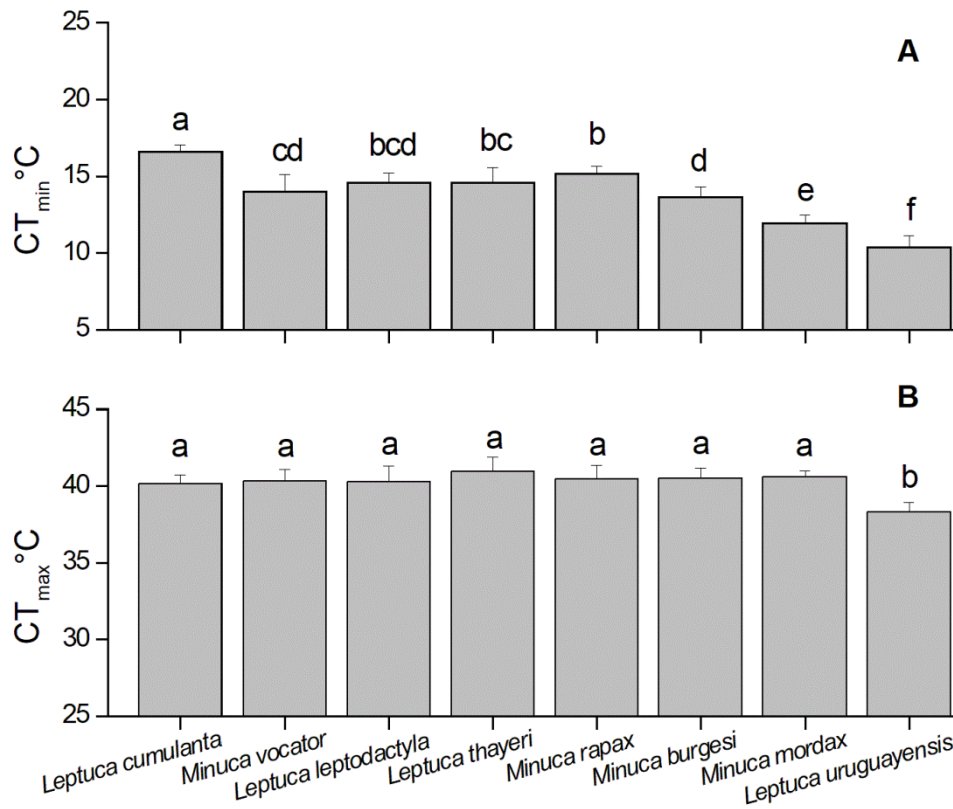 A
25
20
15
10
5
CTmin °C
a
cd
bcd
bc
b
d
e
f
B
45
40
35
30
25
CTmax °C
a
a
a
a
a
a
a
b
Leptuca cumulanta
Minuca vocator
Leptuca leptodactyla
Leptuca thayeri
Minuca rapax
Minuca burgesi
Minuca mordax
Leptuca uruguayensis